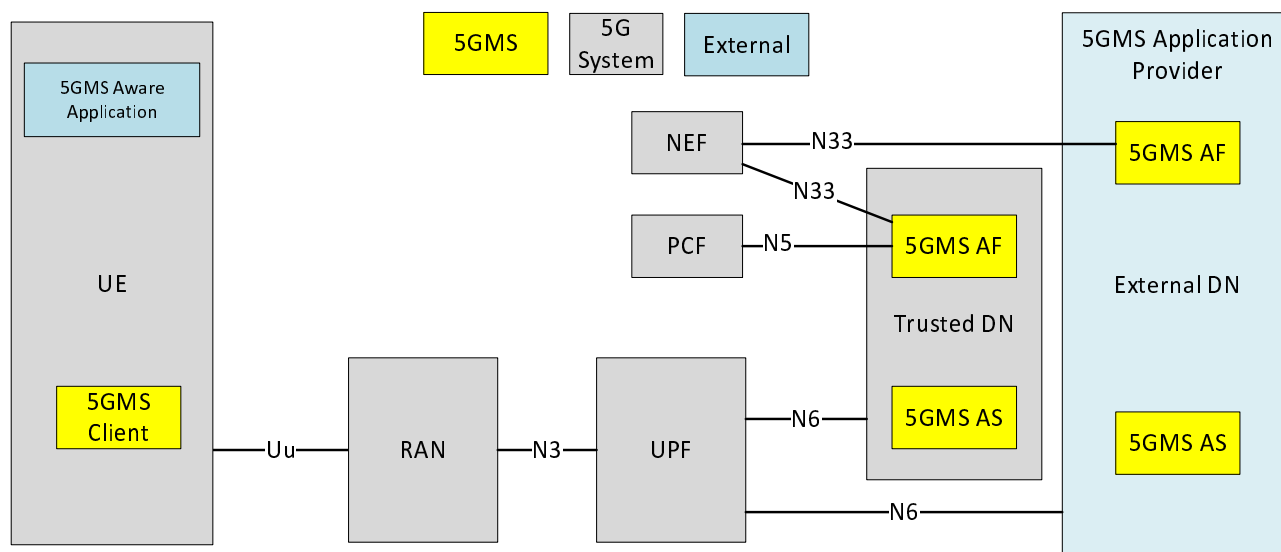 5GMS
5G
System
External
5GMS Application
Provider
5GMS Aware
Application
NEF
N33
5GMS AF
N33
PCF
N5
5GMS AF
UE
External DN
Trusted DN
5GMS
Client
5GMS AS
N6
5GMS AS
Uu
RAN
N3
UPF
N6